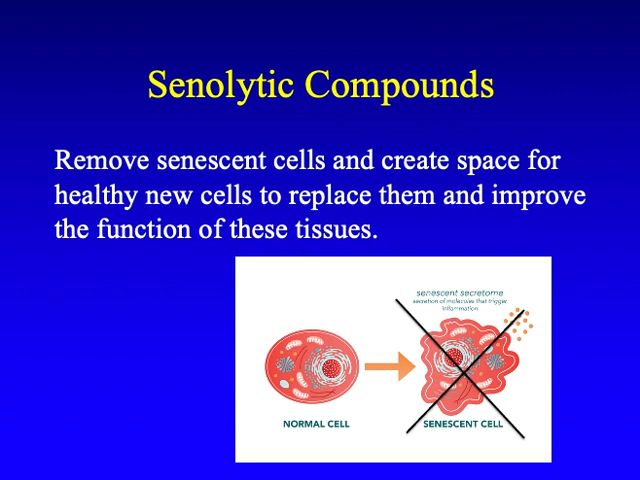 Senolytic Compounds
Remove senescent cells and create space for
healthy new cells to replace them and improve
the function of these tissues.
senescent secretome
secretion of molecules that trigger
inflammation
NORMAL CELL
SENESCENT CELL